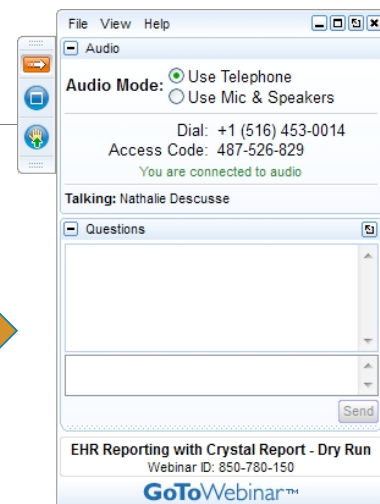 File View Help
Audio
Audio Mode: Use Telephone
Use Mic & Speakers
Dial: +1 (516) 453-0014
Access Code: 487-526-829
You are connected to audio
Talking: Nathalie Descusse
Questions
Send
EHR Reporting with Crystal Report - Dry Run
Webinar ID: 850-780-150
GoToWebinar™